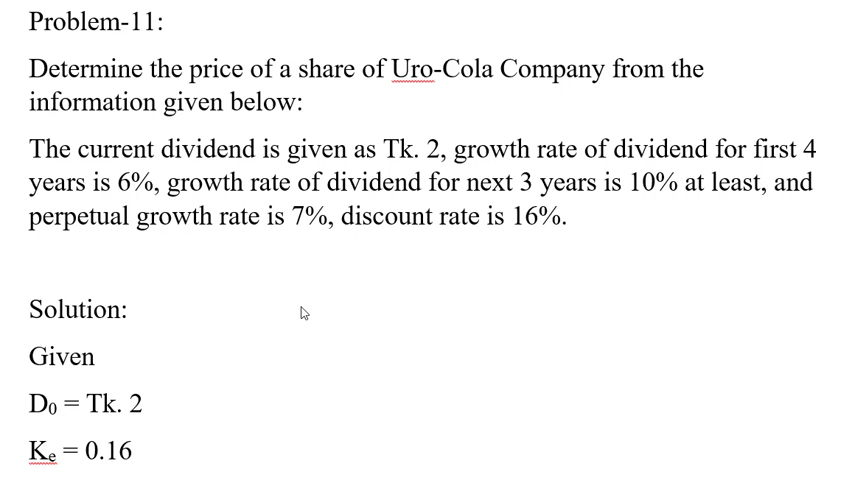 Problem-11:
Determine the price of a share of Uro-Cola Company from the
information given below:
The current dividend is given as Tk. 2, growth rate of dividend for first 4
years is 6%, growth rate of dividend for next 3 years is 10% at least, and
perpetual growth rate is 7%, discount rate is 16%.
Solution:
Given
D₀ = Tk. 2
Kₑ = 0.16